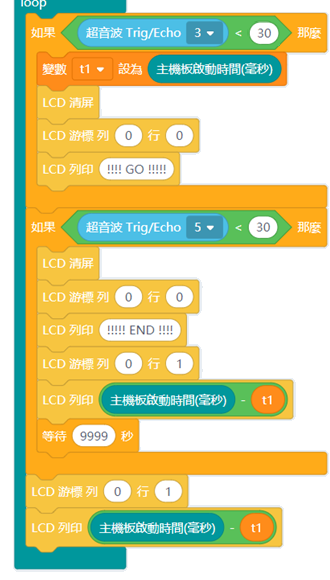 loop
如果 超音波 Trig/Echo 3 < 30 那麼
變數 t1 設為 主機板啟動時間(毫秒)
LCD 清屏
LCD 游標 列 0 行 0
LCD 列印 !!!! GO !!!!!
如果 超音波 Trig/Echo 5 < 30 那麼
LCD 清屏
LCD 游標 列 0 行 0
LCD 列印 !!!!! END !!!!
LCD 游標 列 0 行 1
LCD 列印 主機板啟動時間(毫秒) - t1
等待 9999 秒
LCD 游標 列 0 行 1
LCD 列印 主機板啟動時間(毫秒) - t1